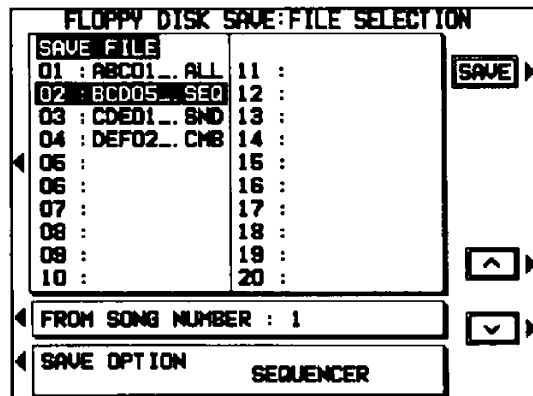 FLOPPY DISK SAVE:FILE SELECTION
SAVE FILE
01 : ABC01_. ALL
02 : BCD05_. SEQ
03 : CDE01_. SND
04 : DEF02_. CMB
05 :
06 :
07 :
08 :
09 :
10 :
11 :
12 :
13 :
14 :
15 :
16 :
17 :
18 :
19 :
20 :
SAVE
FROM SONG NUMBER : 1
SAVE OPTION
SEQUENCER